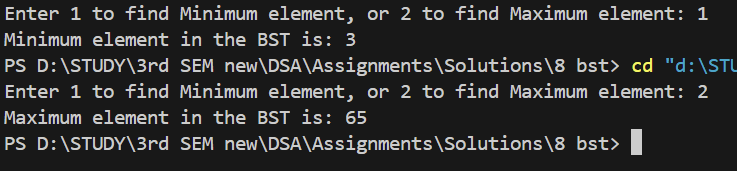 Enter 1 to find Minimum element, or 2 to find Maximum element: 1
Minimum element in the BST is: 3
PS D:\STUDY\3rd SEM new\DSA\Assignments\Solutions\8 bst> cd "d:\STU
Enter 1 to find Minimum element, or 2 to find Maximum element: 2
Maximum element in the BST is: 65
PS D:\STUDY\3rd SEM new\DSA\Assignments\Solutions\8 bst>